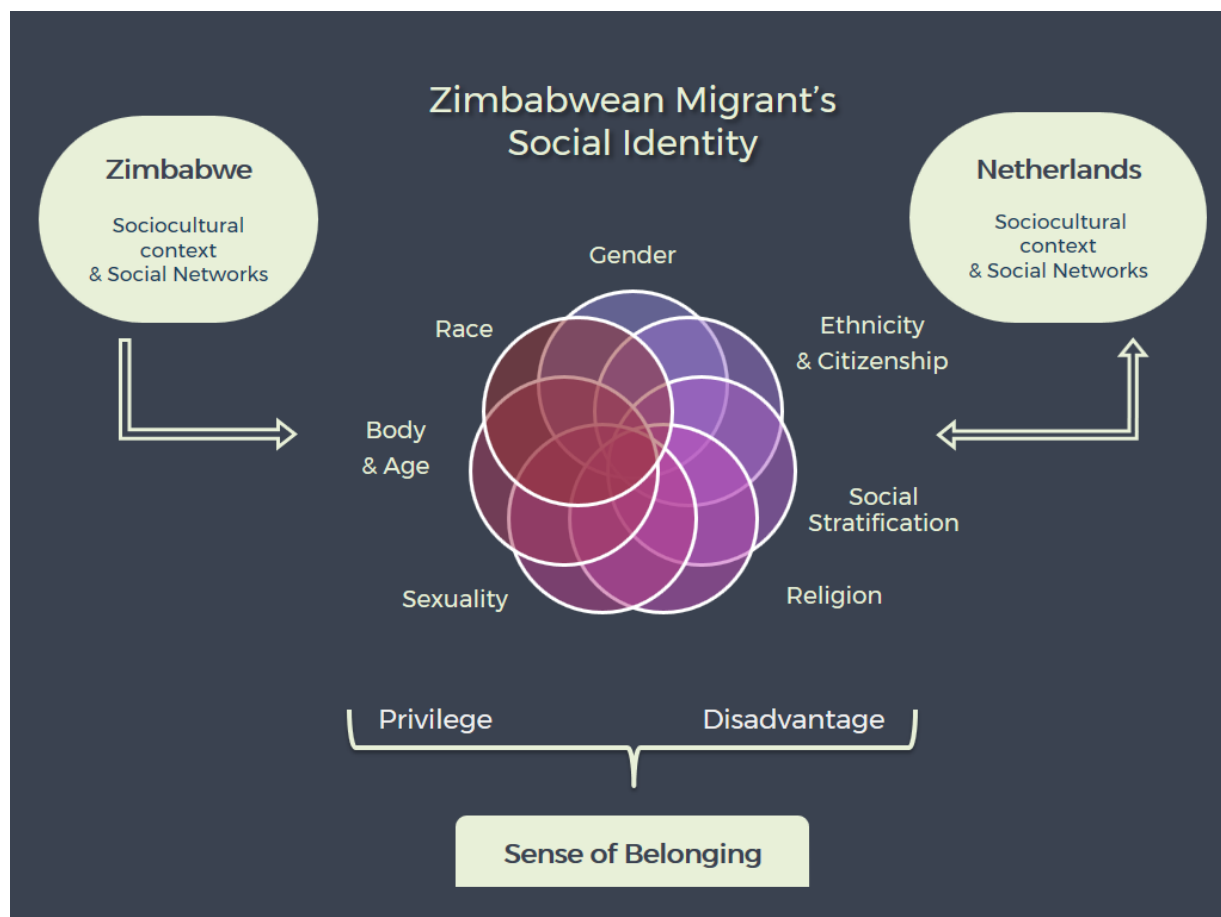 Zimbabwean Migrant's
Social Identity
Zimbabwe
Sociocultural
context
& Social Networks
Netherlands
Sociocultural
context
& Social Networks
Gender
Race
Ethnicity
& Citizenship
Body
& Age
Social
Stratification
Sexuality
Religion
Privilege
Disadvantage
Sense of Belonging